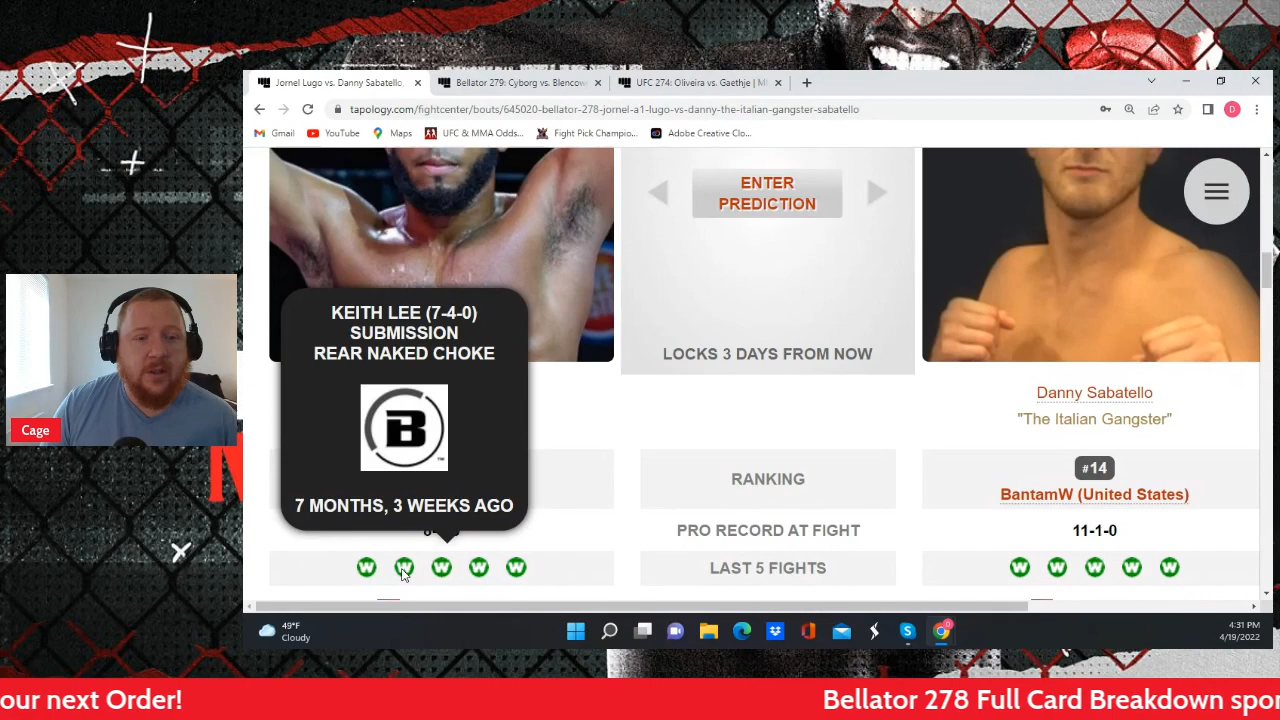 Jornel Lugo vs. Danny Sabatello
Bellator 279: Cyborg vs. Blencow
UFC 274: Oliveira vs. Gaethje | M
tapology.com/fightcenter/bouts/645020-bellator-278-jornel-a1-lugo-vs-danny-the-italian-gangster-sabatello
D
Gmail
YouTube
Maps
UFC & MMA Odds...
Fight Pick Champio...
Adobe Creative Clo...
ENTER
PREDICTION
LOCKS 3 DAYS FROM NOW
KEITH LEE (7-4-0)
SUBMISSION
REAR NAKED CHOKE
B
7 MONTHS, 3 WEEKS AGO
Danny Sabatello
"The Italian Gangster"
#14
RANKING
BantamW (United States)
PRO RECORD AT FIGHT
11-1-0
W W W W W
LAST 5 FIGHTS
W W W W W
Cage
49°F
Cloudy
4:31 PM
4/19/2022
our next Order!
Bellator 278 Full Card Breakdown spon